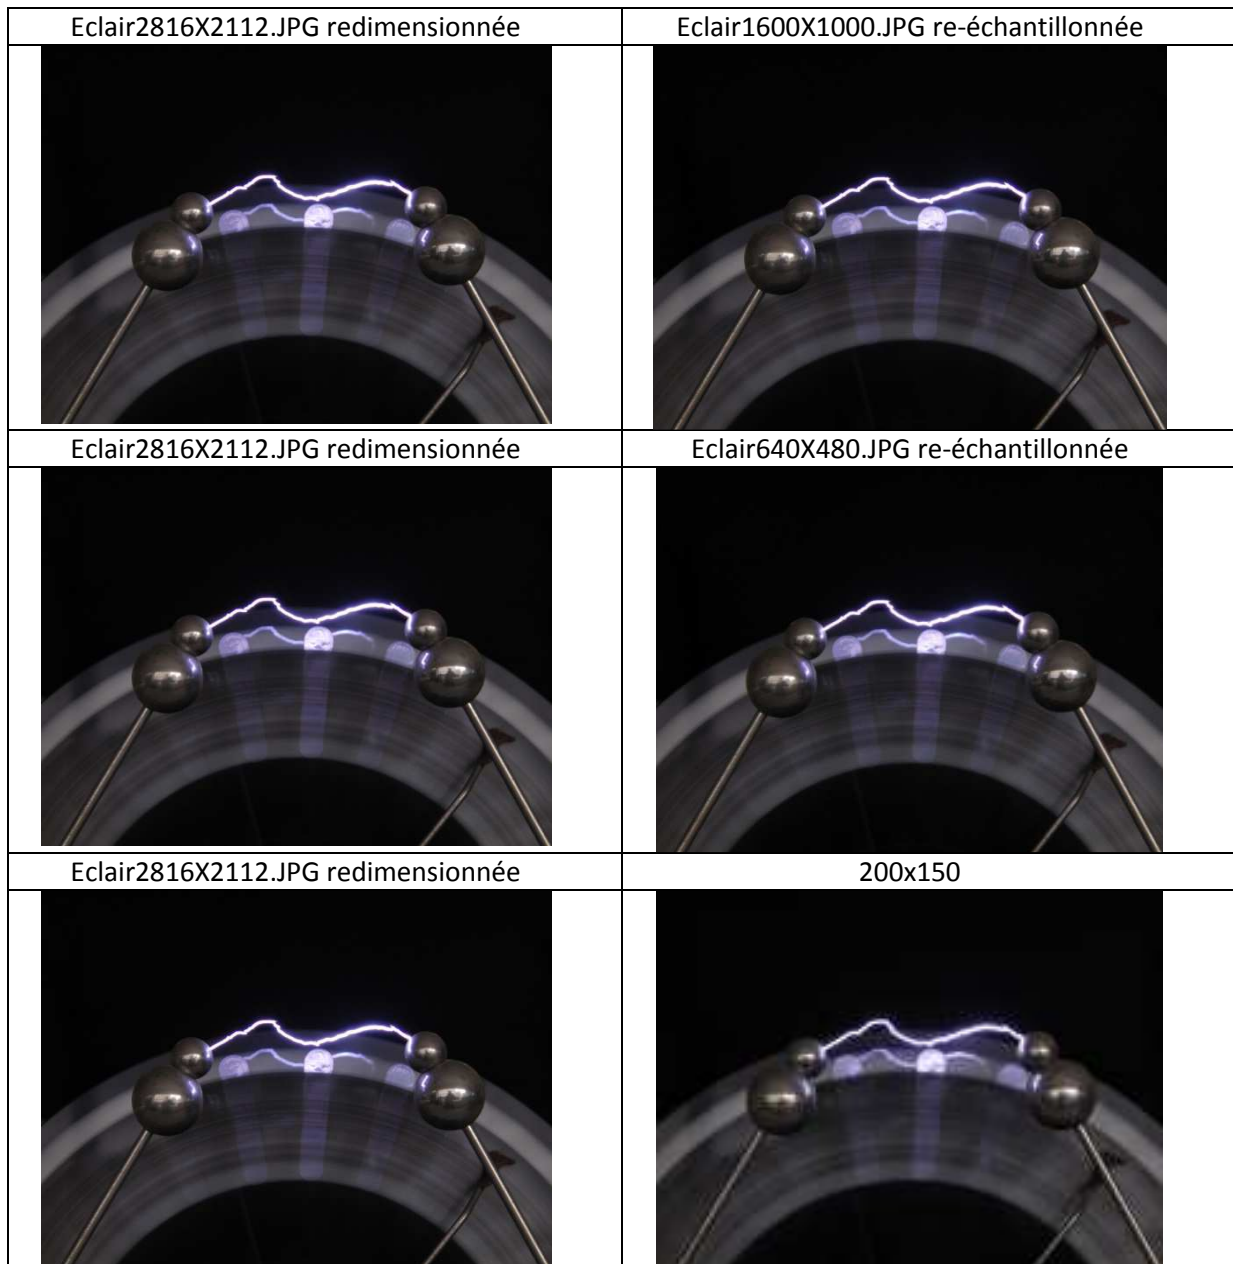 Eclair2816X2112.JPG redimensionnée
Eclair1600X1000.JPG re-échantillonnée
Eclair2816X2112.JPG redimensionnée
Eclair640X480.JPG re-échantillonnée
Eclair2816X2112.JPG redimensionnée
200x150